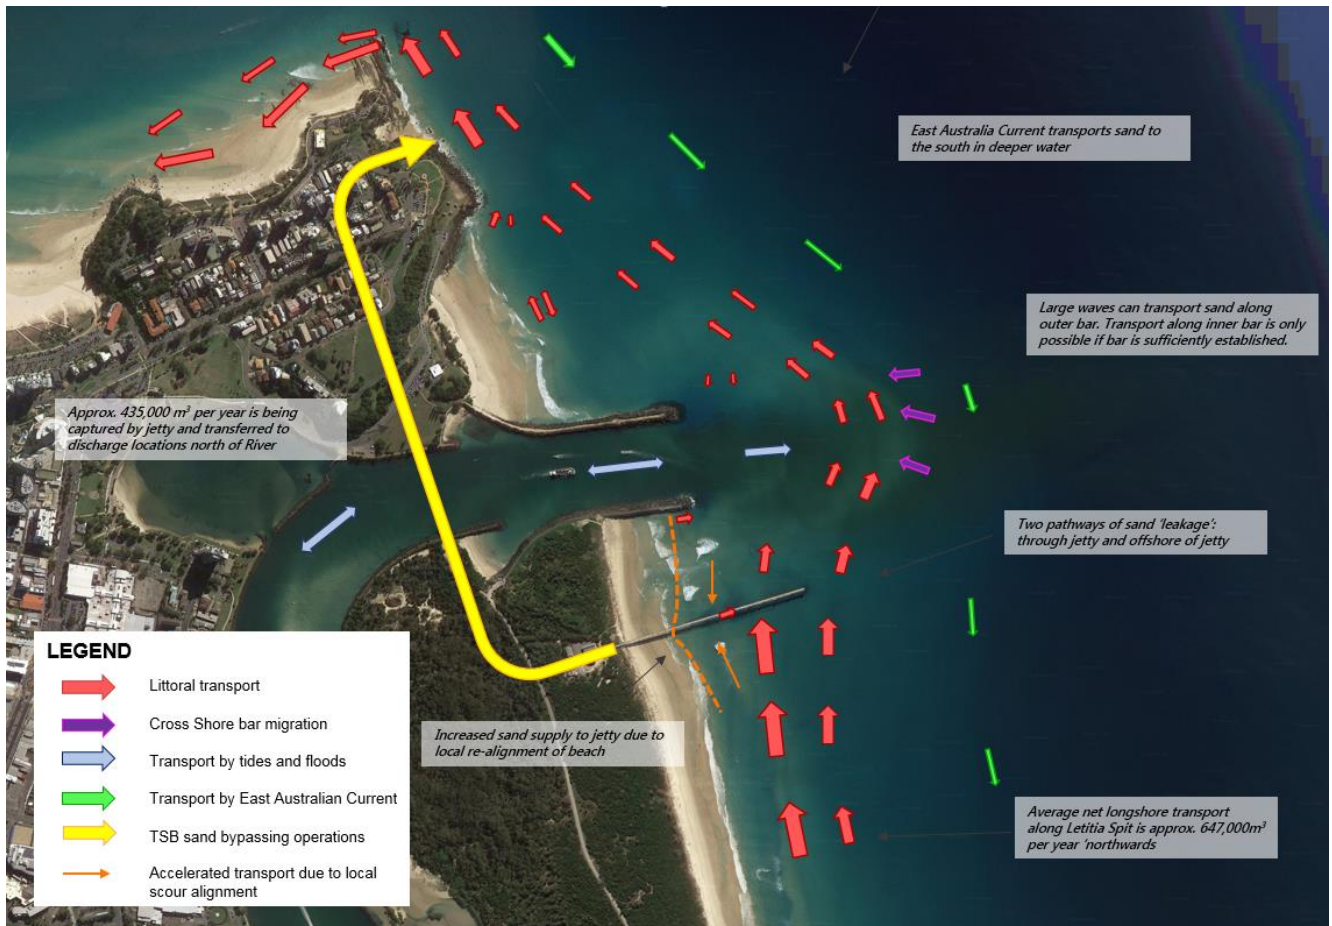 East Australia Current transports sand to
the south in deeper water
Large waves can transport sand along
outer bar. Transport along inner bar is only
possible if bar is sufficiently established.
Approx. 435,000 m³ per year is being
captured by jetty and transferred to
discharge locations north of River
Two pathways of sand ‘leakage’:
through jetty and offshore of jetty
LEGEND
Littoral transport
Cross Shore bar migration
Transport by tides and floods
Transport by East Australian Current
TSB sand bypassing operations
Accelerated transport due to local
scour alignment
Increased sand supply to jetty due to
local re-alignment of beach
Average net longshore transport
along Letitia Spit is approx. 647,000m³
per year ‘northwards